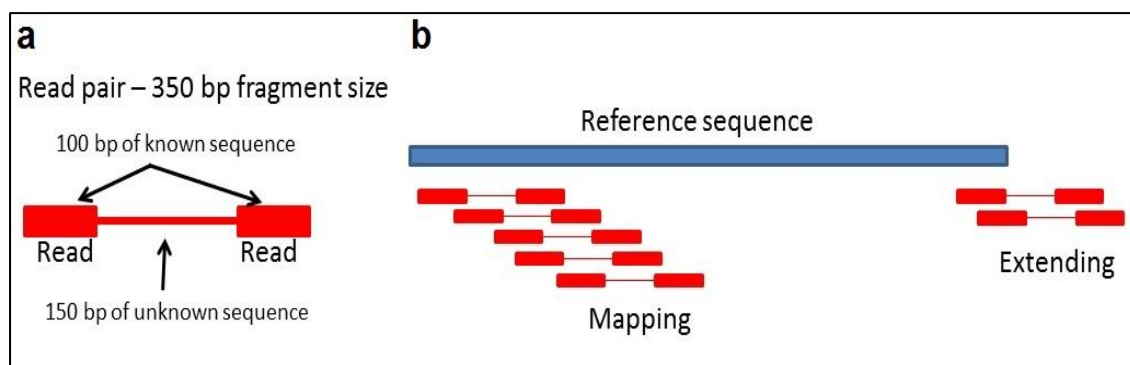 a
Read pair – 350 bp fragment size
100 bp of known sequence
Read
Read
150 bp of unknown sequence
b
Reference sequence
Mapping
Extending